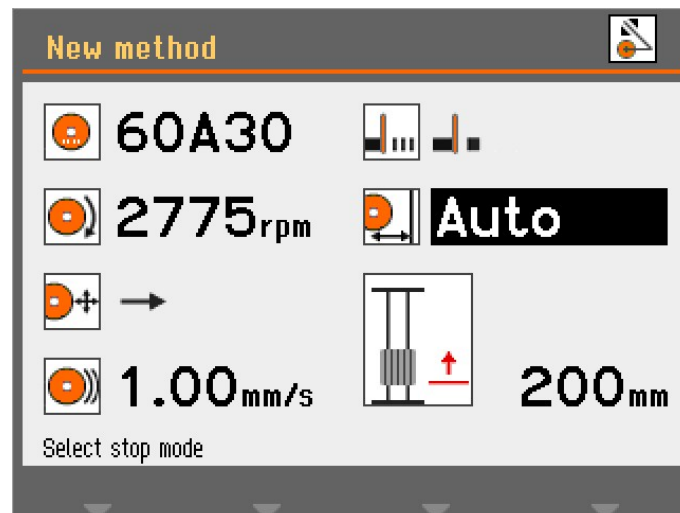 New method
60A30
2775rpm
Auto
1.00mm/s
200mm
Select stop mode